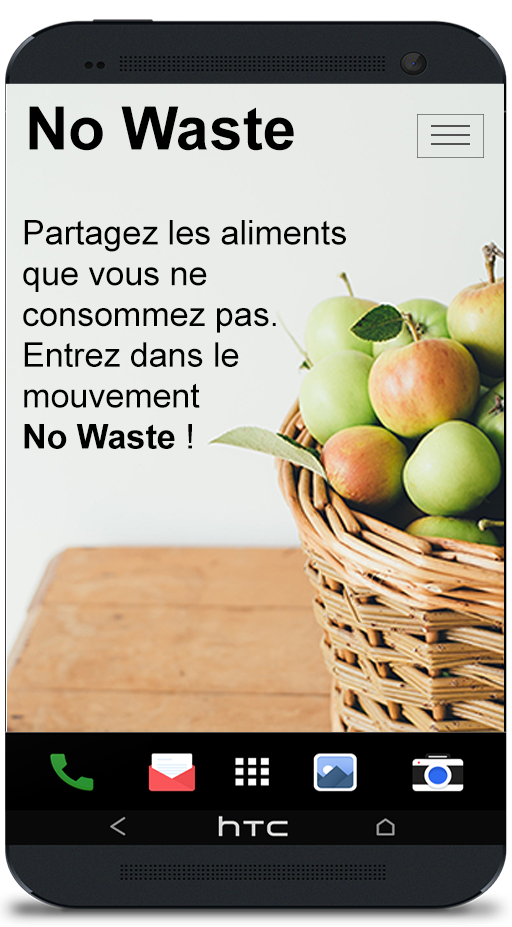 No Waste
Partagez les aliments
que vous ne
consommez pas.
Entrez dans le
mouvement
No Waste !
hTC